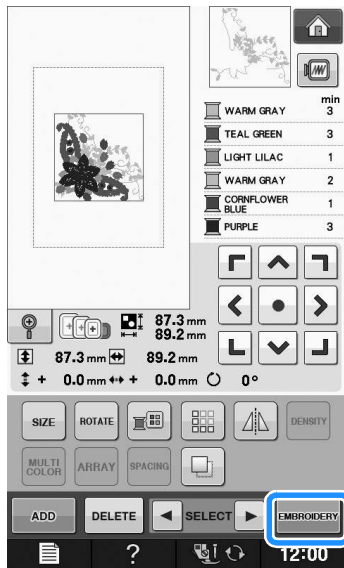 min
WARM GRAY 3
TEAL GREEN 3
LIGHT LILAC 1
WARM GRAY 2
CORNFLOWER
BLUE 1
PURPLE 3
87.3 mm
89.2 mm
87.3 mm 89.2 mm
+ 0.0 mm + 0.0 mm 0°
SIZE ROTATE DENSITY
MULTI
COLOR ARRAY SPACING
ADD DELETE SELECT EMBROIDERY
? 12:00